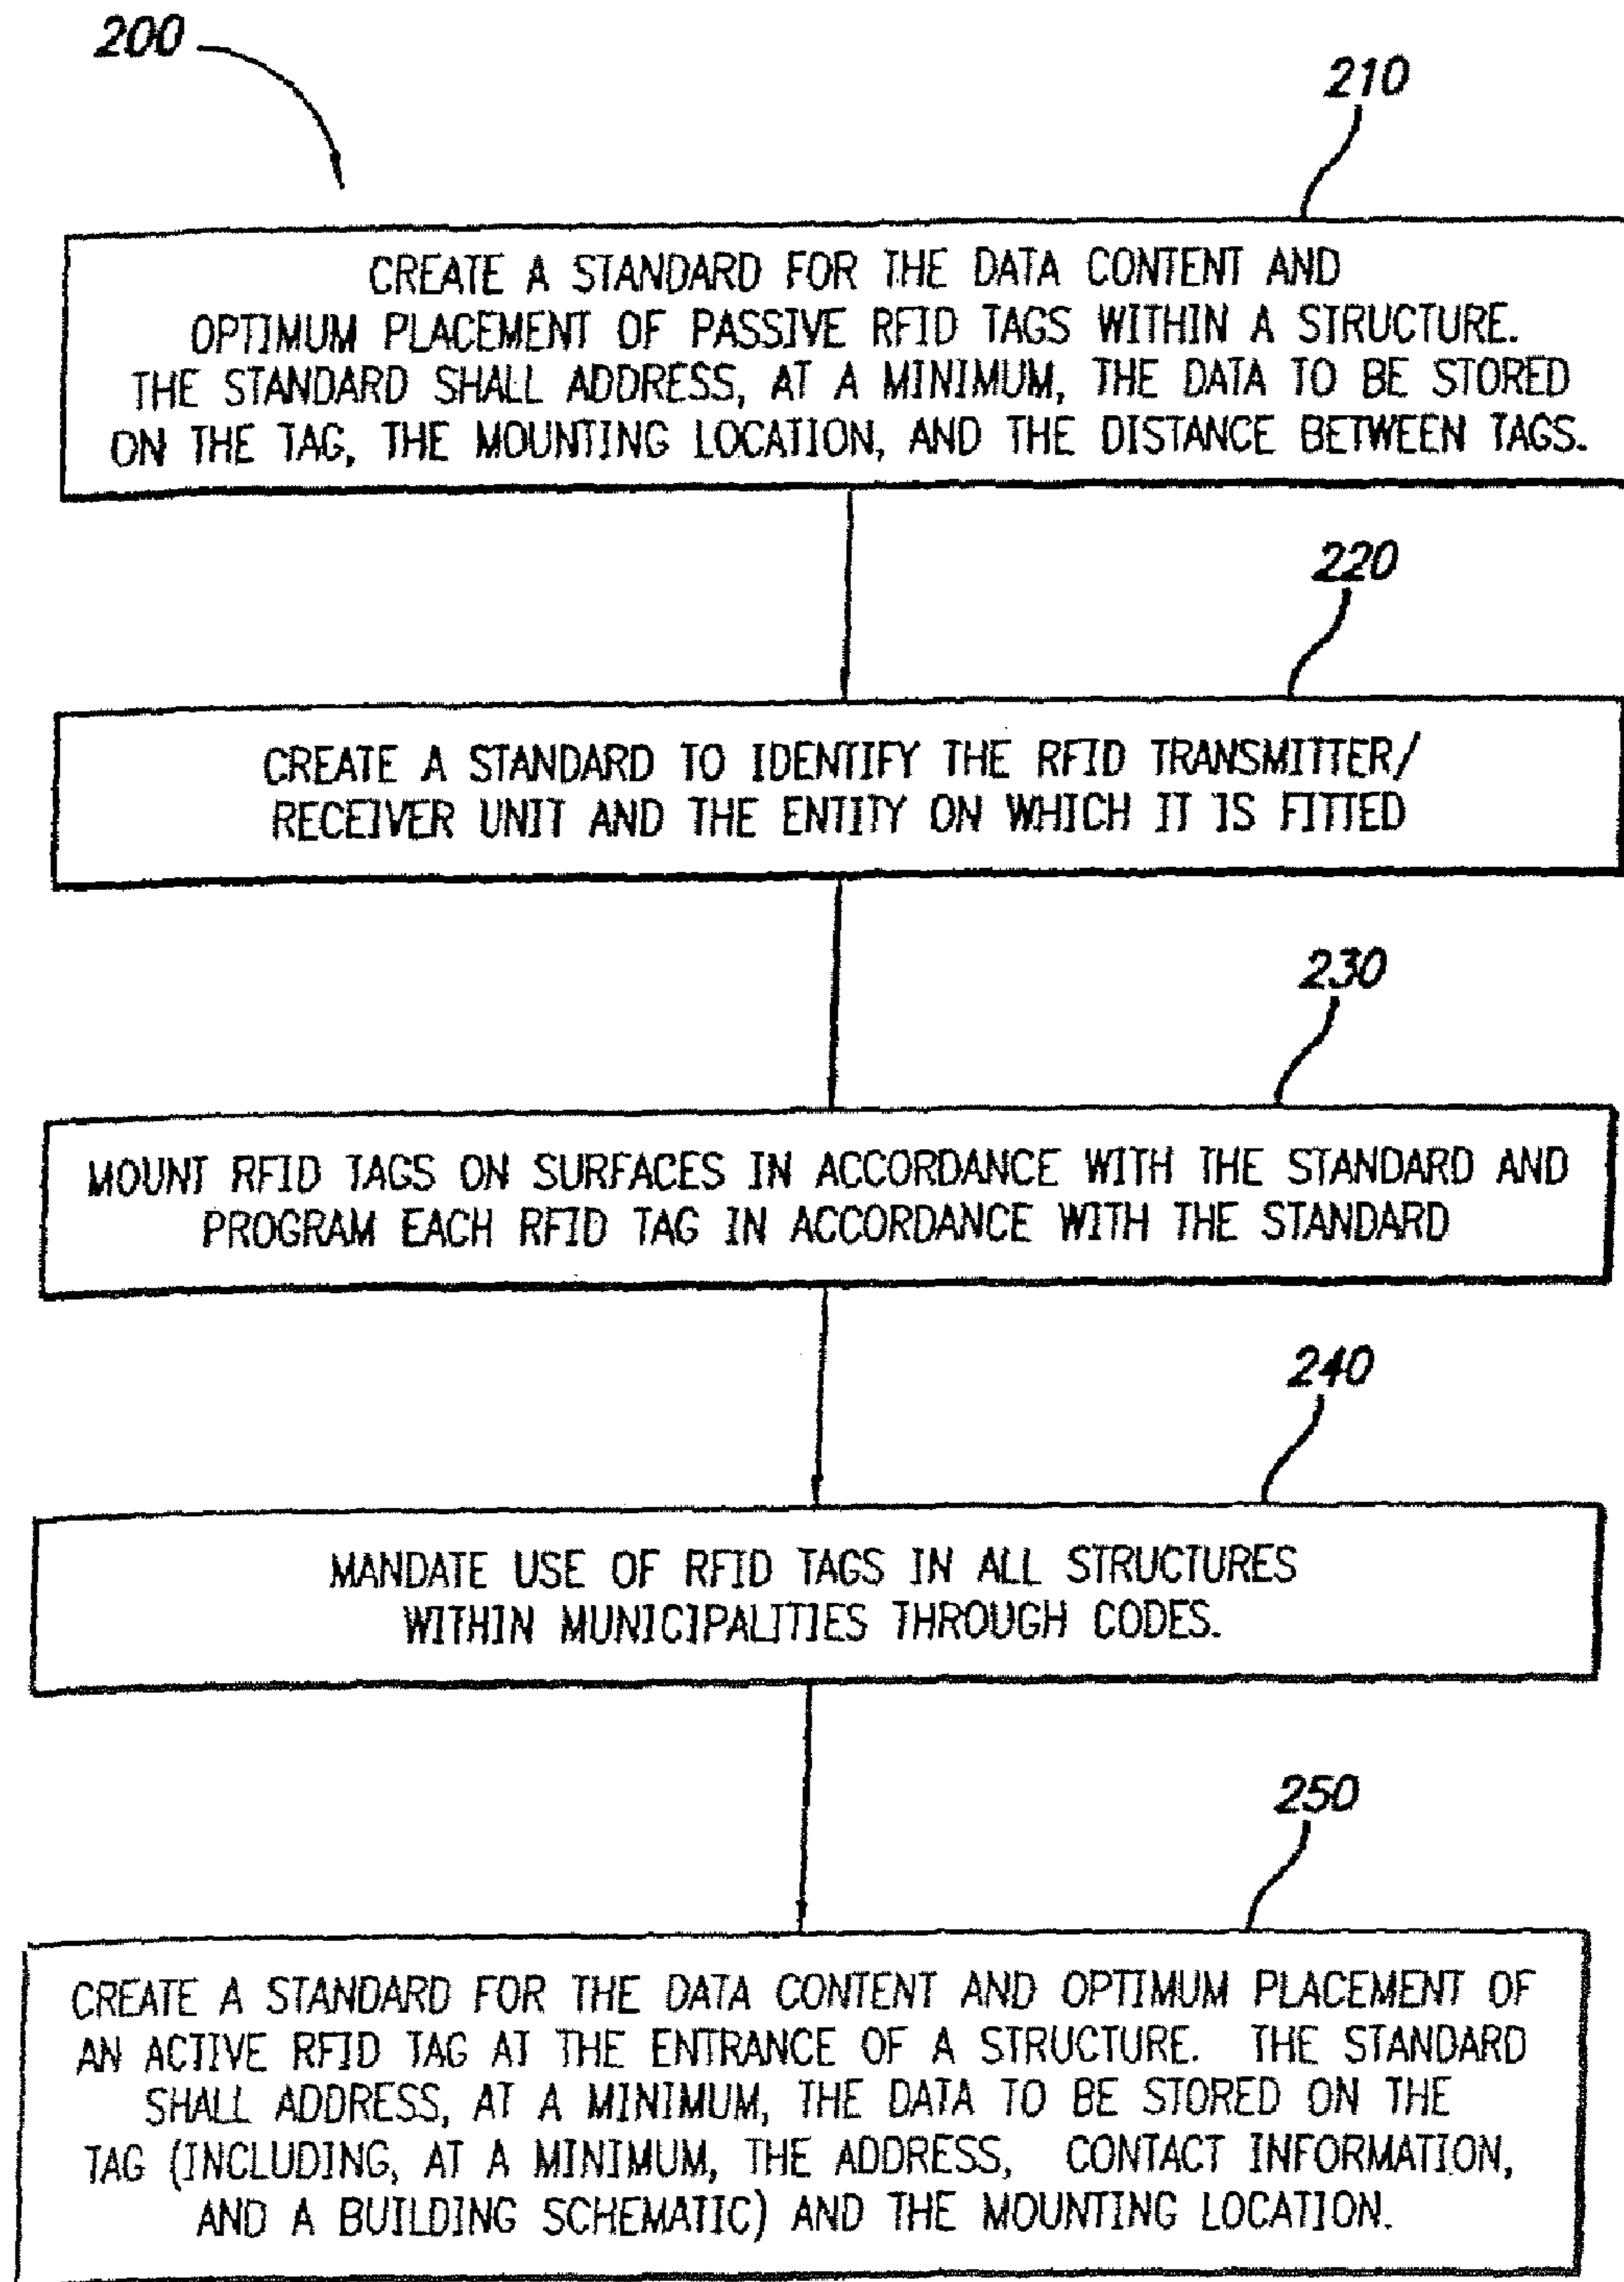 200
210
CREATE A STANDARD FOR THE DATA CONTENT AND
OPTIMUM PLACEMENT OF PASSIVE RFID TAGS WITHIN A STRUCTURE.
THE STANDARD SHALL ADDRESS, AT A MINIMUM, THE DATA TO BE STORED
ON THE TAG, THE MOUNTING LOCATION, AND THE DISTANCE BETWEEN TAGS.
220
CREATE A STANDARD TO IDENTIFY THE RFID TRANSMITTER/
RECEIVER UNIT AND THE ENTITY ON WHICH IT IS FITTED
230
MOUNT RFID TAGS ON SURFACES IN ACCORDANCE WITH THE STANDARD AND
PROGRAM EACH RFID TAG IN ACCORDANCE WITH THE STANDARD
240
MANDATE USE OF RFID TAGS IN ALL STRUCTURES
WITHIN MUNICIPALITIES THROUGH CODES.
250
CREATE A STANDARD FOR THE DATA CONTENT AND OPTIMUM PLACEMENT OF
AN ACTIVE RFID TAG AT THE ENTRANCE OF A STRUCTURE. THE STANDARD
SHALL ADDRESS, AT A MINIMUM, THE DATA TO BE STORED ON THE
TAG (INCLUDING, AT A MINIMUM, THE ADDRESS, CONTACT INFORMATION,
AND A BUILDING SCHEMATIC) AND THE MOUNTING LOCATION.